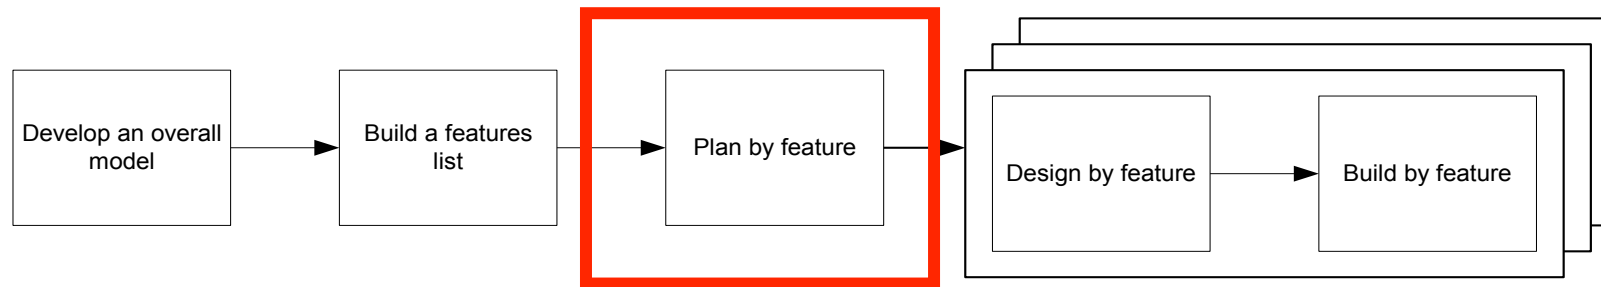 Develop an overall
model
Build a features
list
Plan by feature
Design by feature
Build by feature